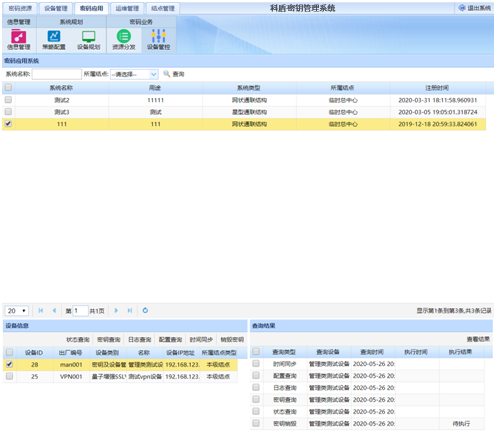 密码资源 设备管理 密码应用 运维管理 结点管理 科盾密钥管理系统 退出系统
信息管理 系统规划 密码业务
信息管理 策略配置 设备规划 资源分发 设备管控
密码应用系统
系统名称: 所属结点: --请选择-- 查询
系统名称 用途 系统类型 所属结点 注册时间
测试2 11111 网状通联结构 临时总中心 2020-03-31 18:11:58.960931
测试3 测试 星型通联结构 临时总中心 2020-03-05 19:05:01.318724
111 111 网状通联结构 临时总中心 2019-12-18 20:59:33.824061
20 第 1 共1页 显示第1条到第3条,共3条记录
设备信息 查询结果
状态查询 密钥查询 日志查询 配置查询 时间同步 销毁密钥 查看结果
设备ID 出厂编号 设备类别 名称 设备IP地址 所属结点类型 查询类型 查询设备 查询时间 执行时间 执行结果
28 man001 密码及设备管 管理类测试设 192.168.123. 本级结点 时间同步 管理类测试设备 2020-05-26 20:
25 VPN001 量子增强SSL 测试vpn设备 192.168.123. 本级结点 配置查询 管理类测试设备 2020-05-26 20:
日志查询 管理类测试设备 2020-05-26 20:
密钥查询 管理类测试设备 2020-05-26 20:
状态查询 管理类测试设备 2020-05-26 20:
密钥销毁 管理类测试设备 2020-05-26 20: 待执行